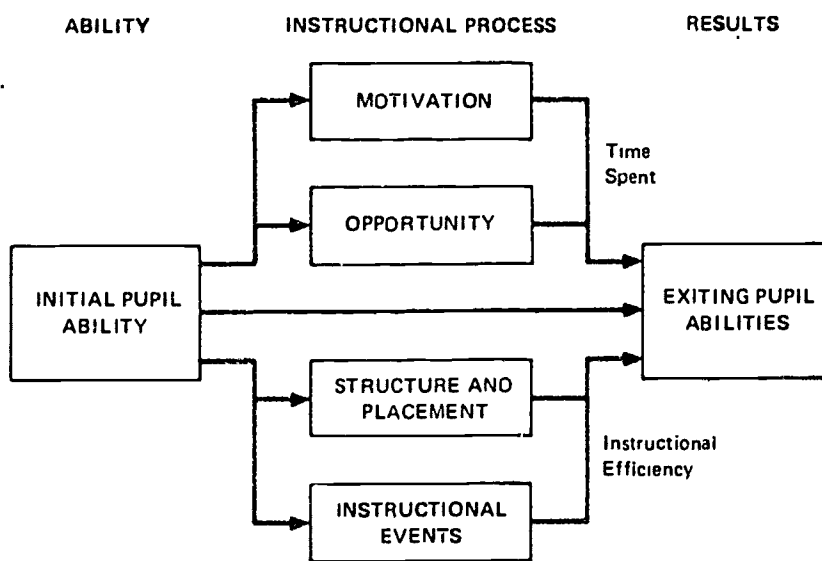 ABILITY
INSTRUCTIONAL PROCESS
RESULTS
MOTIVATION
Time
Spent
OPPORTUNITY
INITIAL PUPIL
ABILITY
EXITING PUPIL
ABILITIES
STRUCTURE AND
PLACEMENT
Instructional
Efficiency
INSTRUCTIONAL
EVENTS